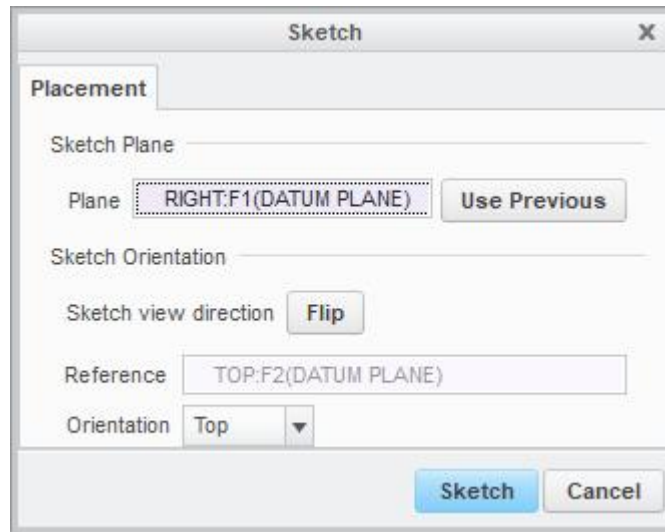 Sketch
Placement
Sketch Plane
Plane RIGHT:F1(DATUM PLANE) Use Previous
Sketch Orientation
Sketch view direction Flip
Reference TOP:F2(DATUM PLANE)
Orientation Top
Sketch Cancel